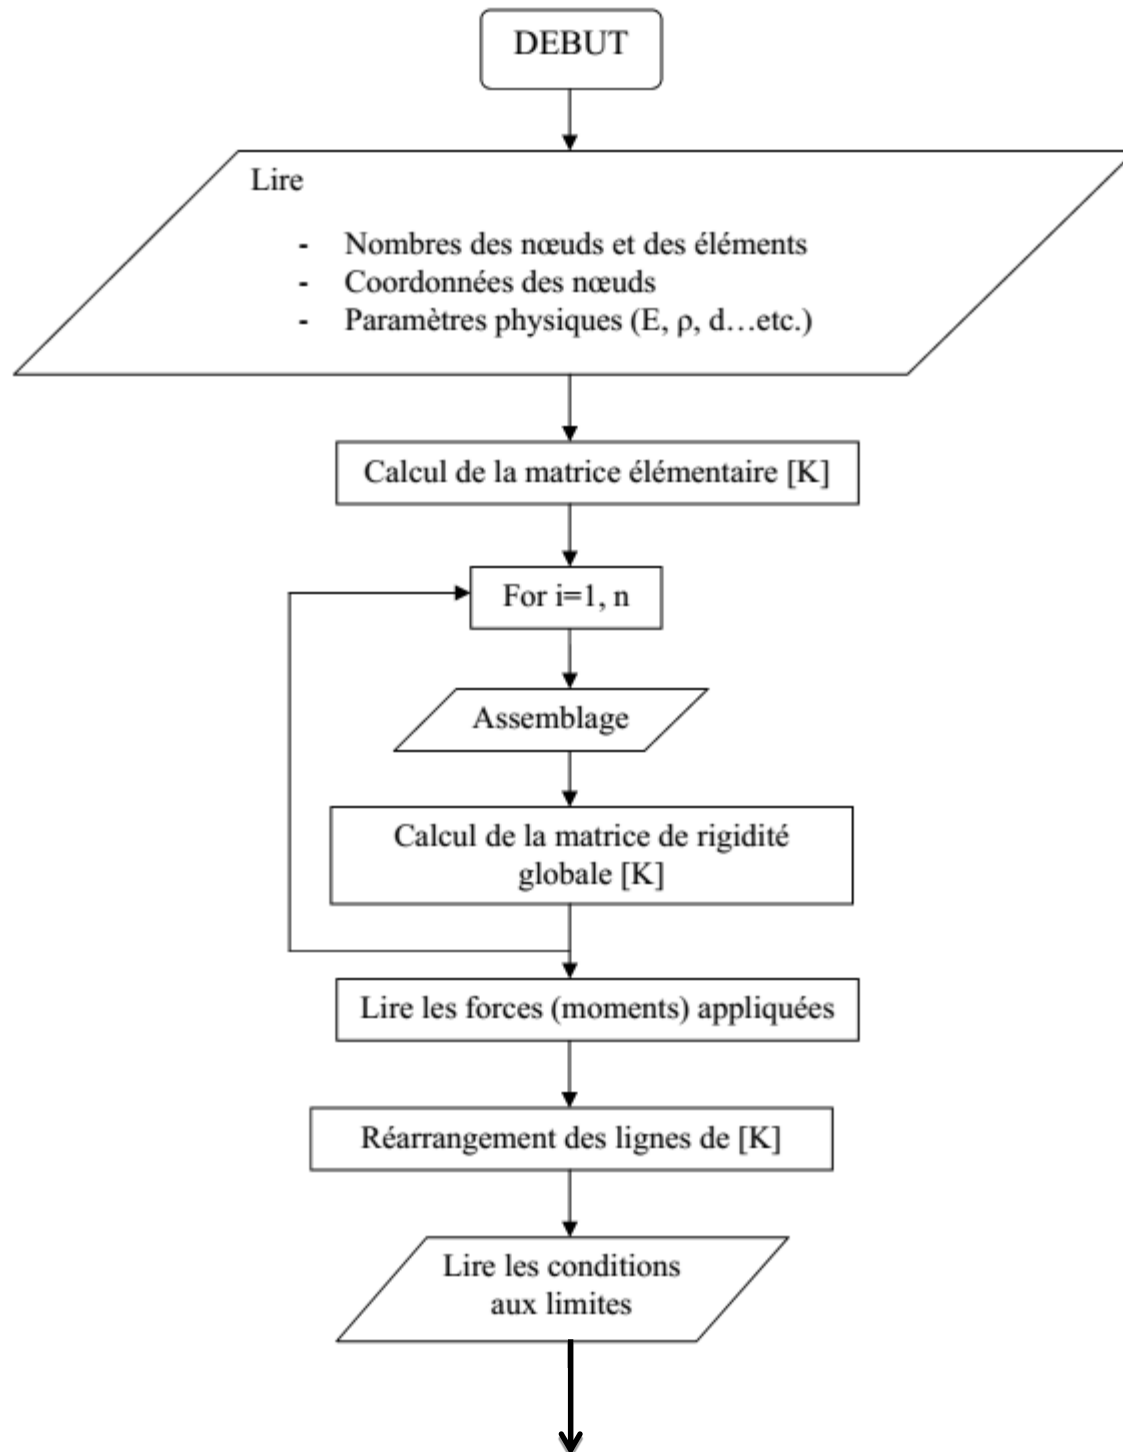 DEBUT
Lire
- Nombres des nœuds et des éléments
- Coordonnées des nœuds
- Paramètres physiques (E, ρ, d…etc.)
Calcul de la matrice élémentaire [K]
For i=1, n
Assemblage
Calcul de la matrice de rigidité
globale [K]
Lire les forces (moments) appliquées
Réarrangement des lignes de [K]
Lire les conditions
aux limites